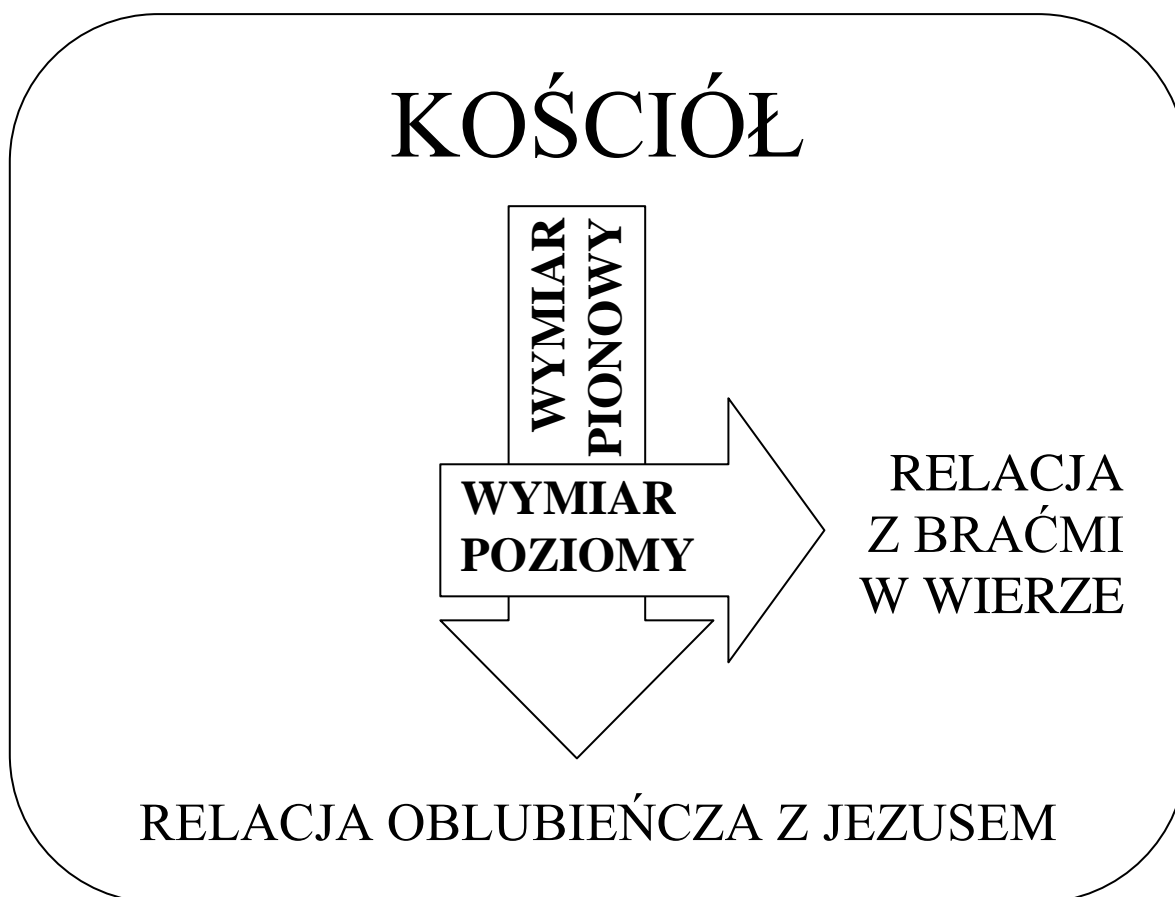 KOŚCIÓŁ
WYMIAR
PIONOWY
WYMIAR
POZIOMY
RELACJA
Z BRAĆMI
W WIERZE
RELACJA OBLUBIEŃCZA Z JEZUSEM